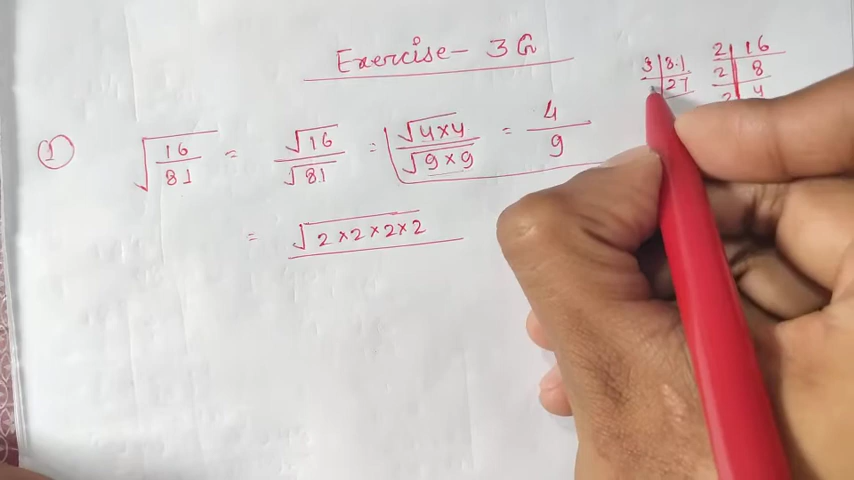 Exercise - 3G
3 | 81
27
2 | 16
2 | 8
2 | 4
① √(16/81) = √16/√81 = √(4×4)/√(9×9) = 4/9
= √(2×2×2×2)